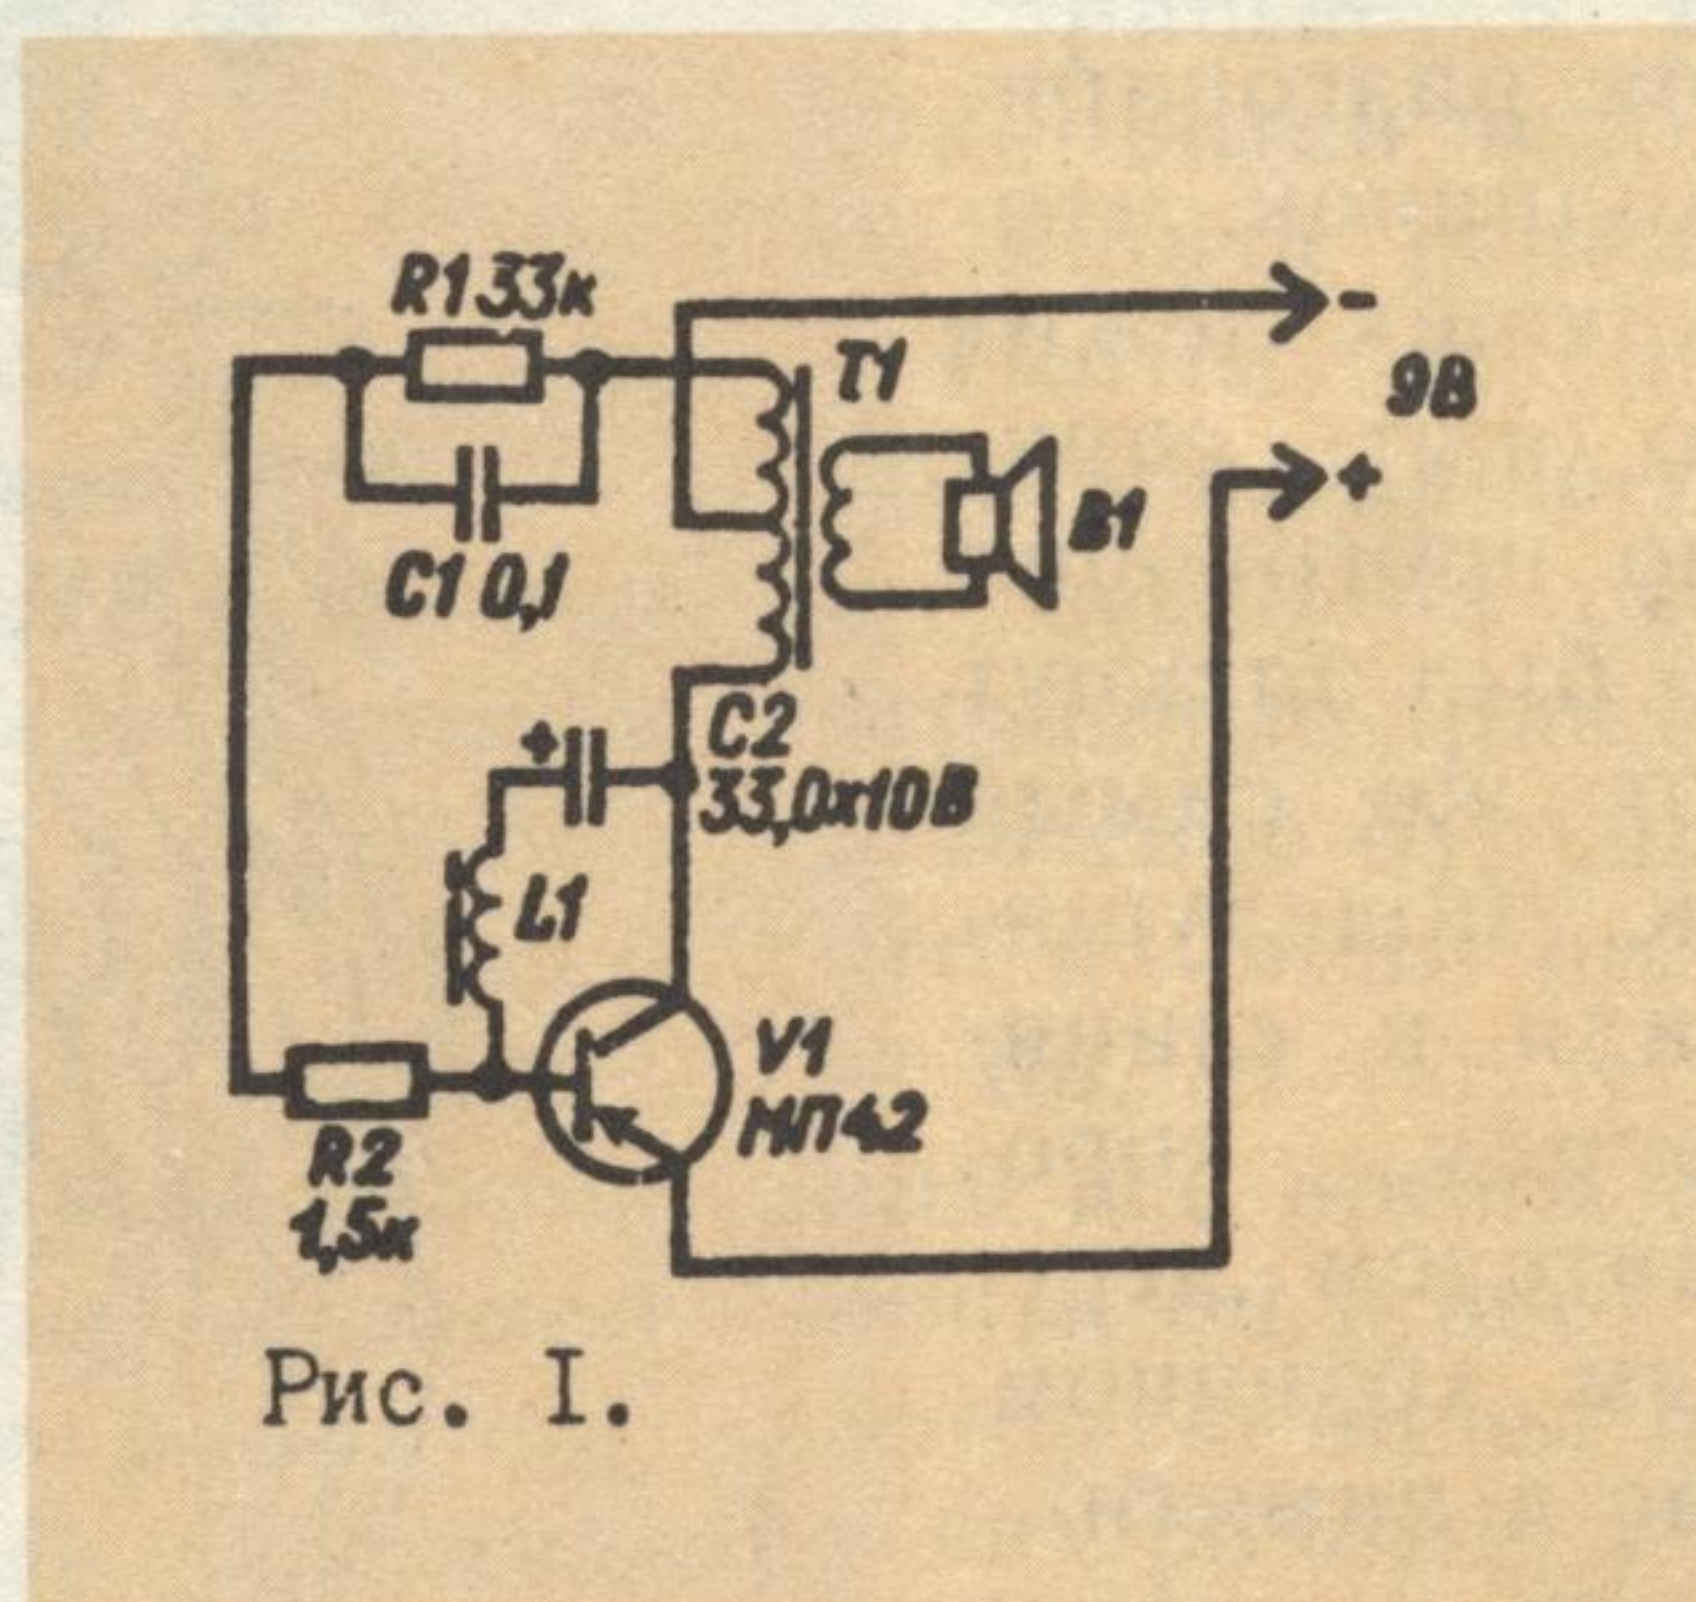 R1 33к
-
T1
9В
+
B1
C1 0,1
+
C2
33,0х10В
L1
V1
МП42
R2
1,5к
Рис. I.